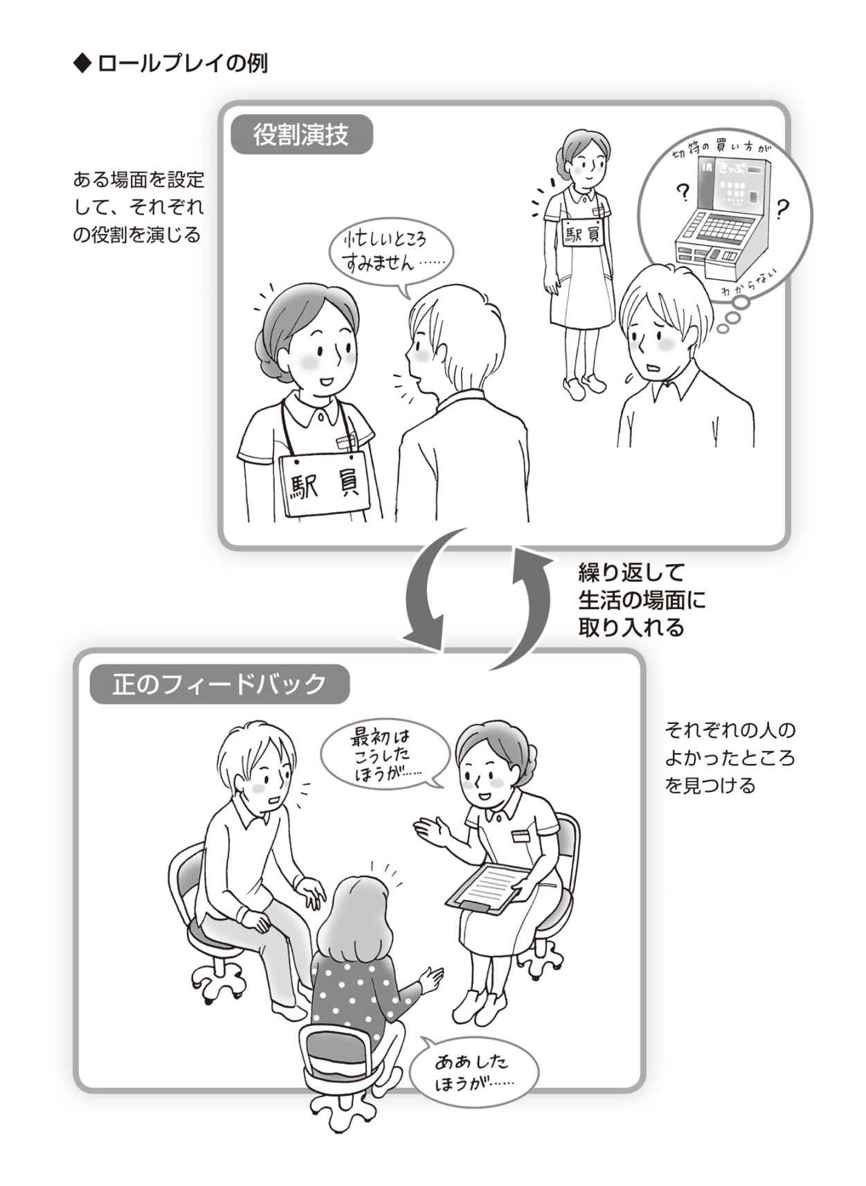 ◆ ロールプレイの例
役割演技
ある場面を設定
して、それぞれ
の役割を演じる
忙しいところ
すみません……
駅員
切符の買い方が
きっぷ
?
?
わからない
駅員
繰り返して
生活の場面に
取り入れる
正のフィードバック
最初は
こうした
ほうが……
それぞれの人の
よかったところ
を見つける
ああした
ほうが……